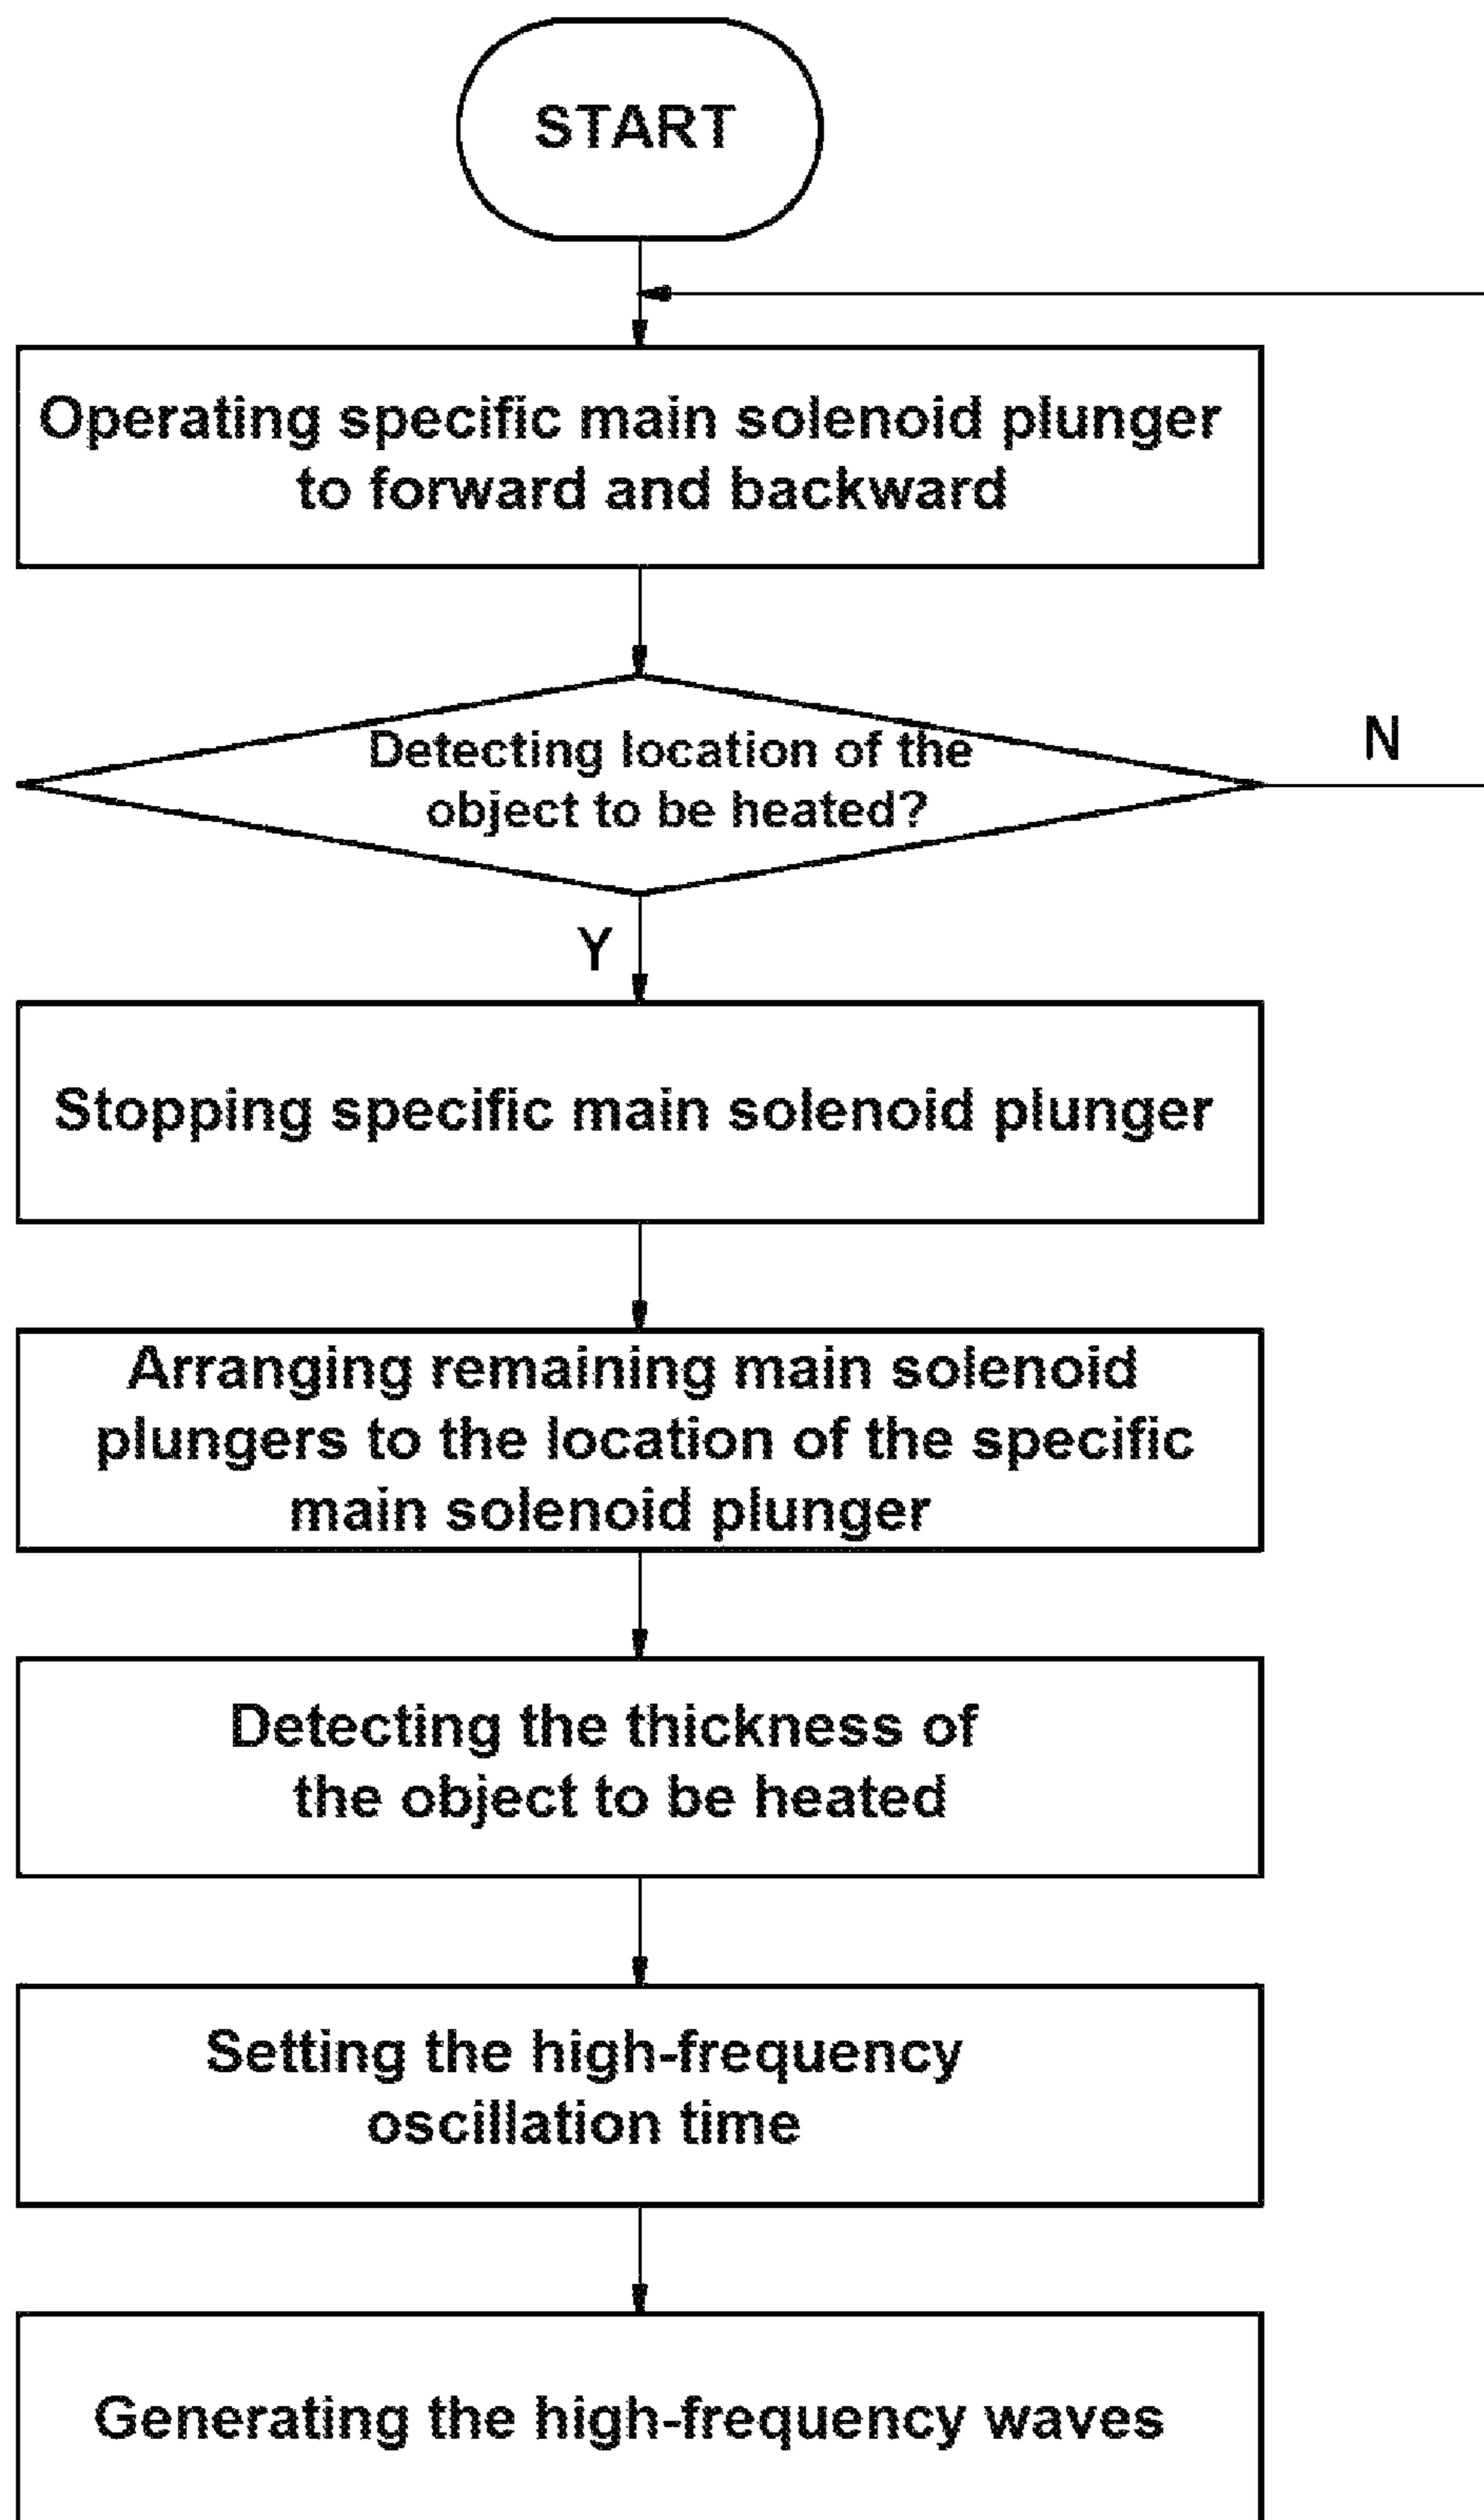 START
Operating specific main solenoid plunger
to forward and backward
Detecting location of the
object to be heated?
N
Y
Stopping specific main solenoid plunger
Arranging remaining main solenoid
plungers to the location of the specific
main solenoid plunger
Detecting the thickness of
the object to be heated
Setting the high-frequency
oscillation time
Generating the high-frequency waves